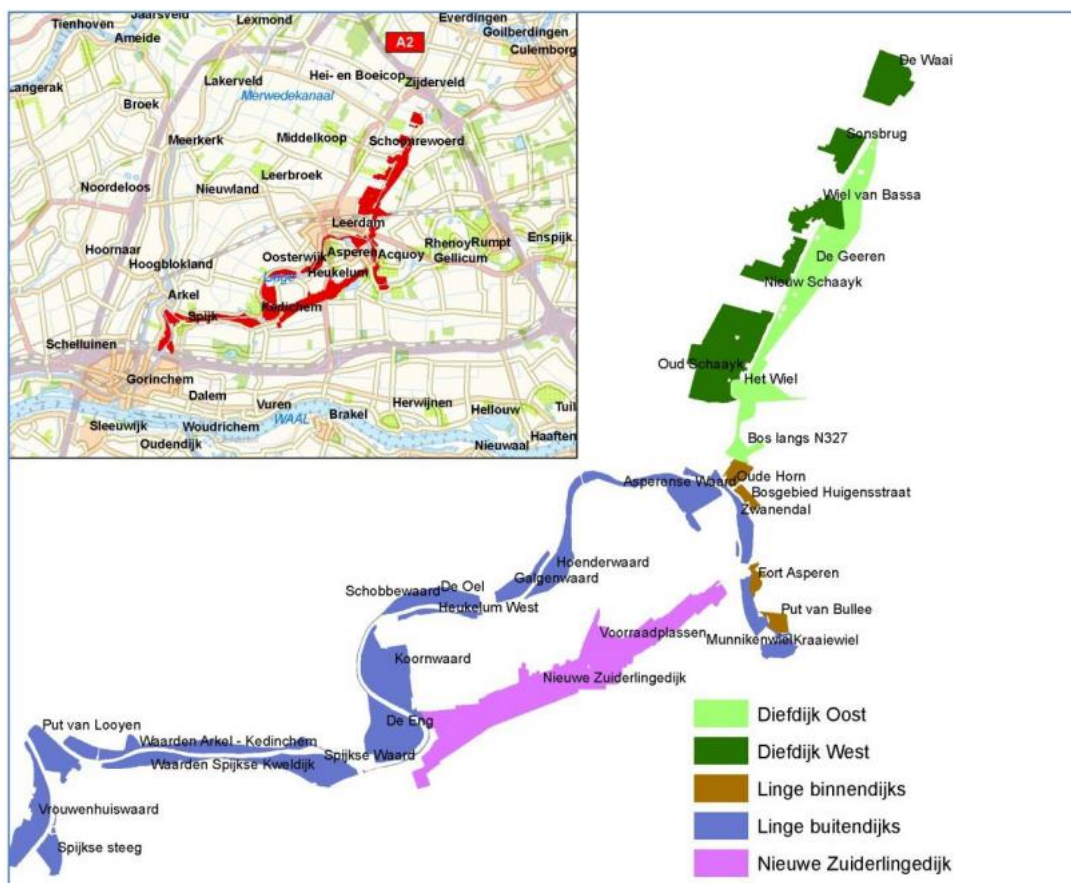 Jaarsveld
Tienhoven
Lexmond
Everdingen
Ameide
Goilberdingen
A2
Culemborg
Hei- en Boeicop
Zijderveld
Lakerveld
Langerak
Merwedekanaal
Broek
Meerkerk
Middelkoop
Schoonrewoerd
Leerbroek
Noordeloos
Nieuwland
Leerdam
Rhenoy
Rumpt
Enspijk
Hoornaar
Oosterwijk
Asperen
Acquoy
Gellicum
Hoogblokland
Linge
Heukelum
Arkel
Kedichem
Spijk
Schelluinen
Gorinchem
Dalem
Vuren
Herwijnen
Hellouw
Tuil
Brakel
Sleeuwijk
Woudrichem
WAAL
Haaften
Oudendijk
Nieuwaal
De Waai
Sonsbrug
Wiel van Bassa
De Geeren
Nieuw Schaayk
Oud Schaayk
Het Wiel
Bos langs N327
Asperense Waard
Oude Horn
Bosgebied Huigensstraat
Zwanendal
Hoenderwaard
Galgenwaard
Fort Asperen
Schobbewaard
De Oel
Heukelum West
Put van Bullee
Voorraadplassen
Munnikenwiel
Kraaiewiel
Koornwaard
Nieuwe Zuiderlingedijk
De Eng
Put van Looyen
Waarden Arkel - Kedinchem
Spijkse Waard
Waarden Spijkse Kweldijk
Vrouwenhuiswaard
Spijkse steeg
Diefdijk Oost
Diefdijk West
Linge binnendijks
Linge buitendijks
Nieuwe Zuiderlingedijk